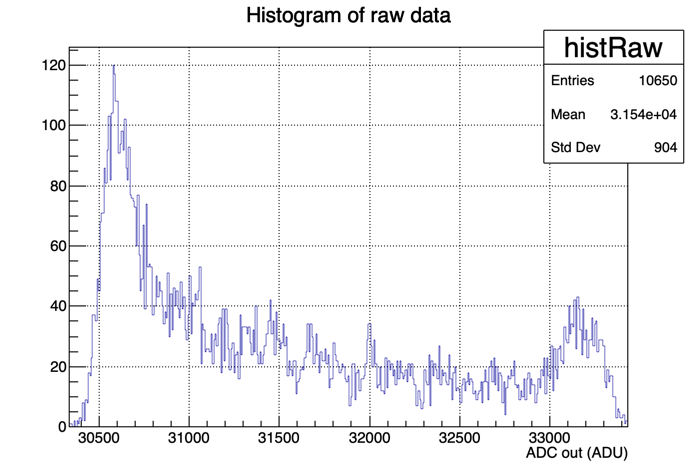 Histogram of raw data
histRaw
Entries 10650
Mean 3.154e+04
Std Dev 904
120
100
80
60
40
20
0
30500 31000 31500 32000 32500 33000
ADC out (ADU)